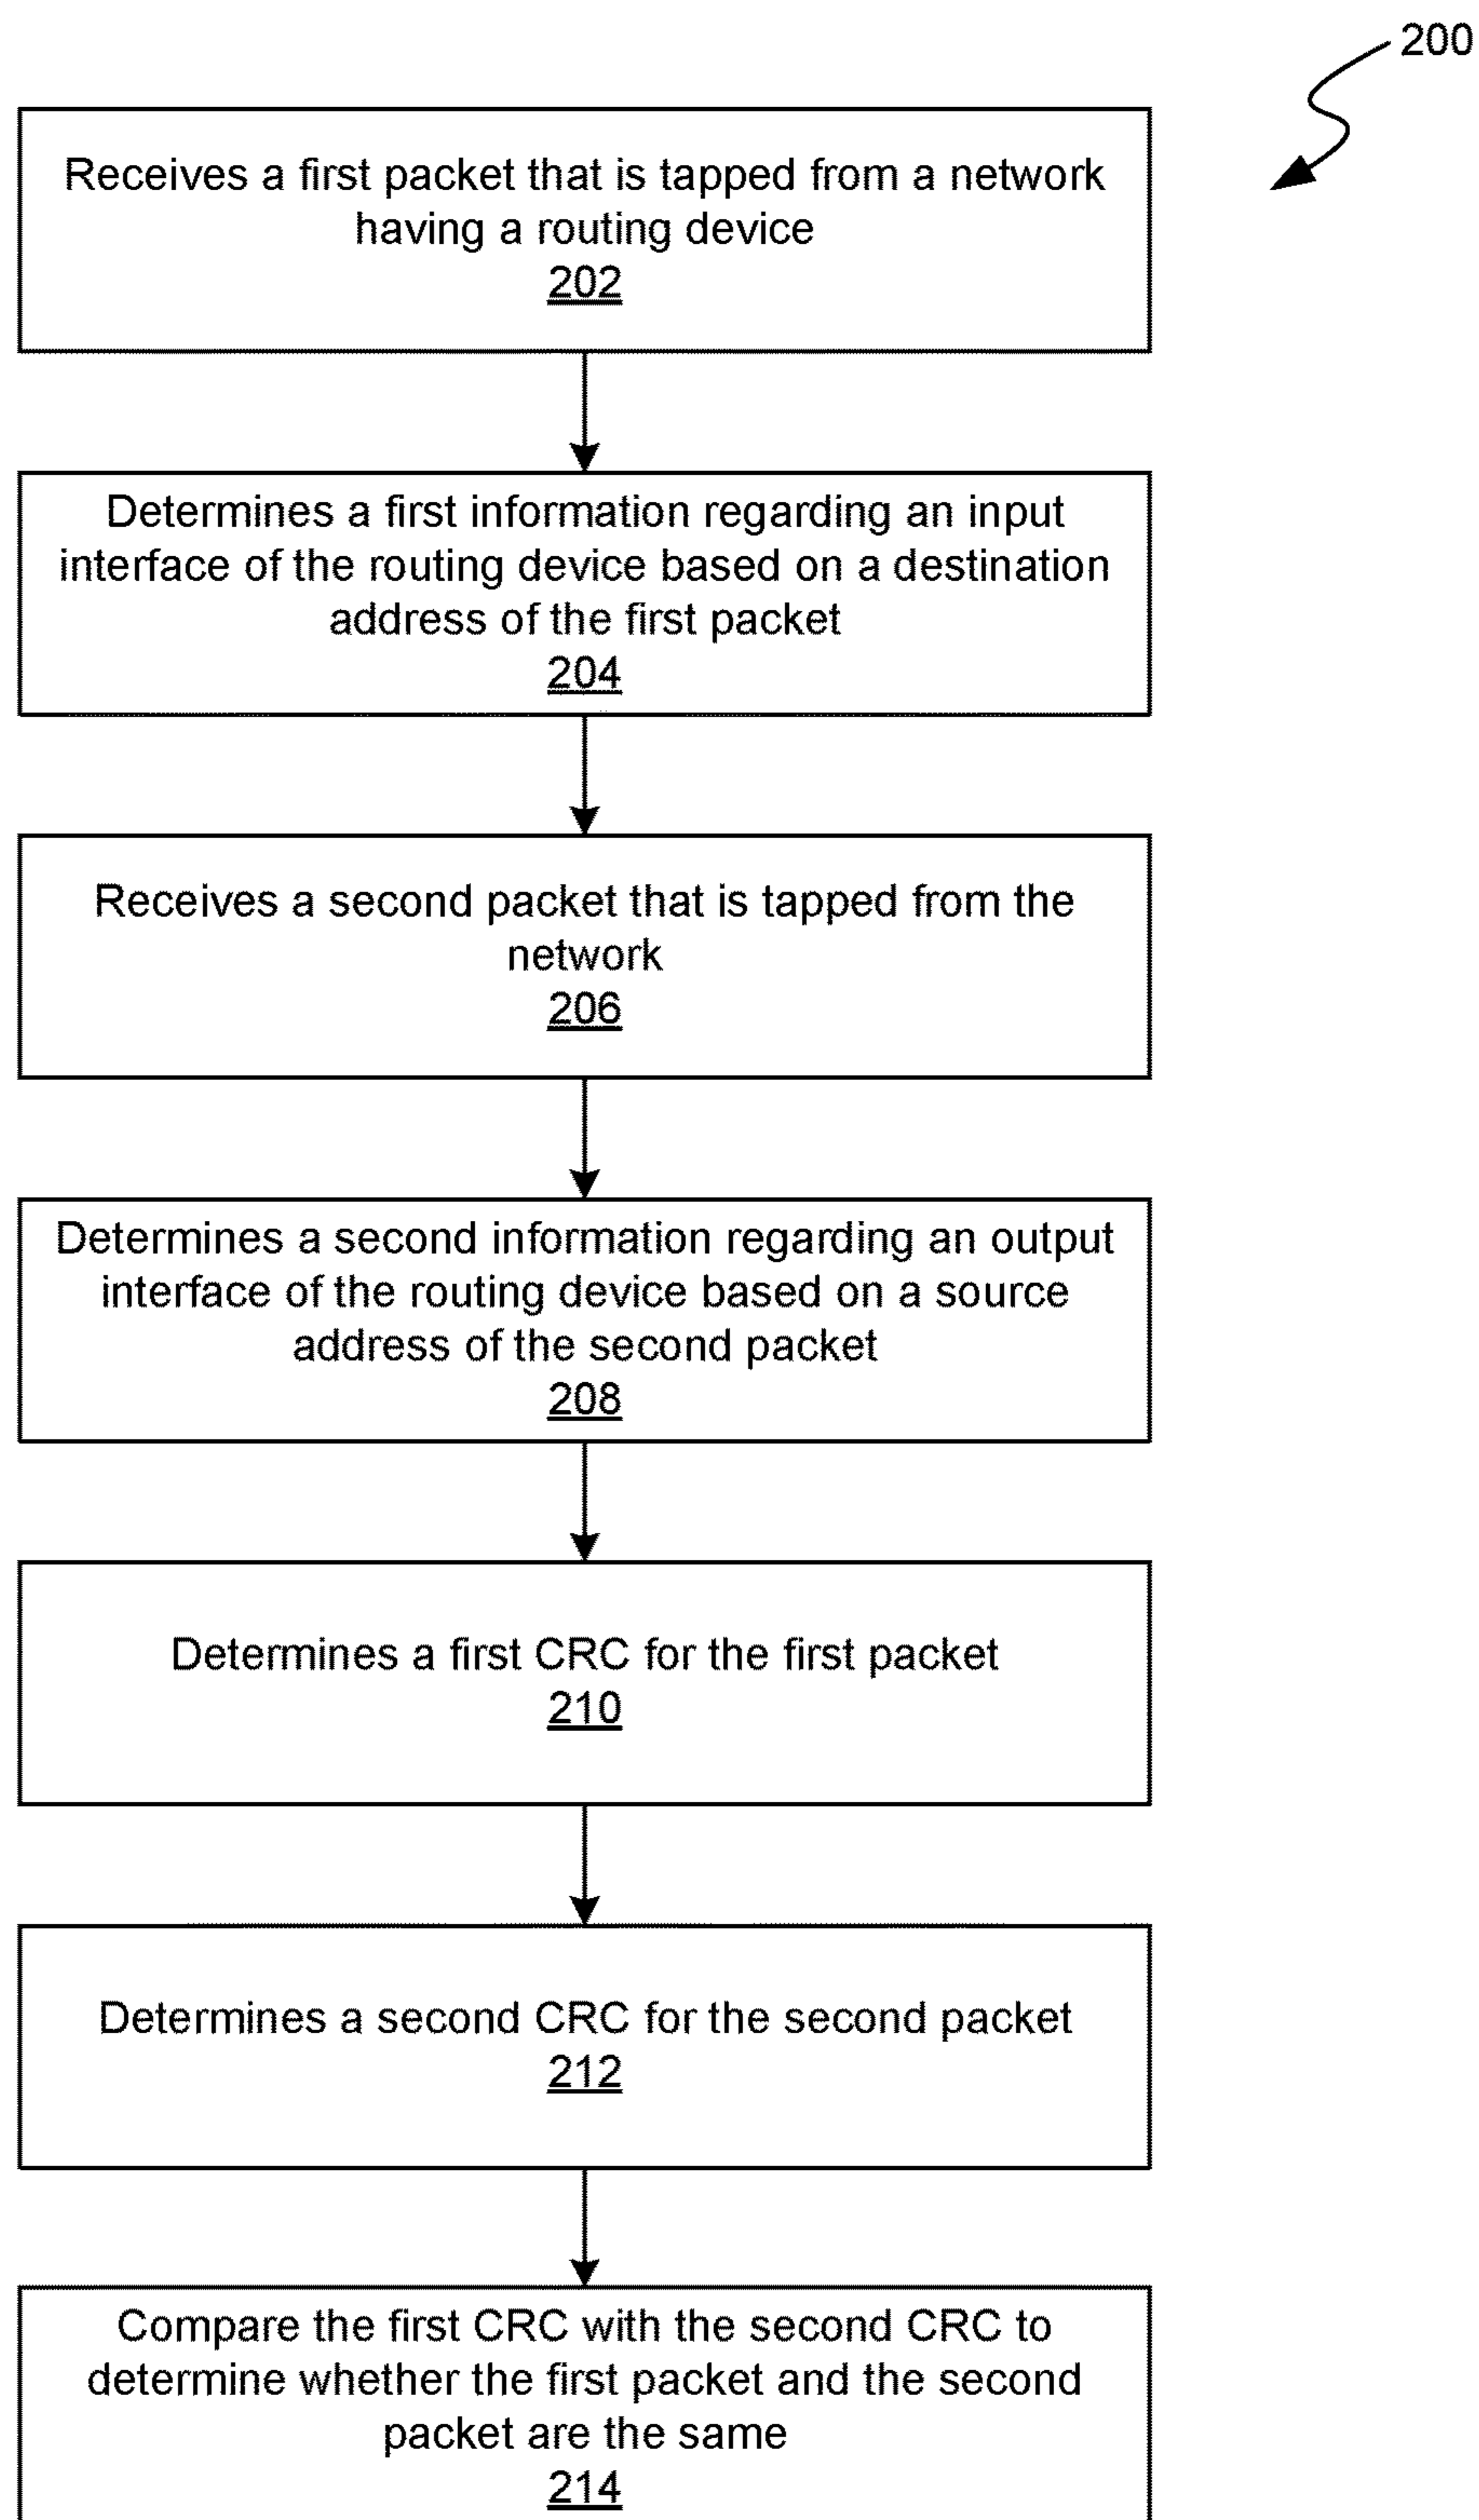 200
Receives a first packet that is tapped from a network
having a routing device
202
Determines a first information regarding an input
interface of the routing device based on a destination
address of the first packet
204
Receives a second packet that is tapped from the
network
206
Determines a second information regarding an output
interface of the routing device based on a source
address of the second packet
208
Determines a first CRC for the first packet
210
Determines a second CRC for the second packet
212
Compare the first CRC with the second CRC to
determine whether the first packet and the second
packet are the same
214